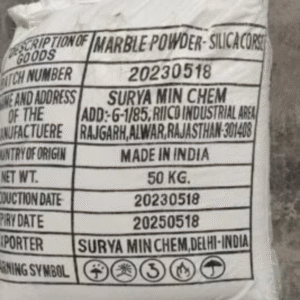 DESCRIPTION OF GOODS MARBLE POWDER- SILICACORSE
BATCH NUMBER 20230518
NAME AND ADDRESS OF THE MANUFACTUERE SURYA MIN CHEM
ADD:-G-1/85, RIICO INDUSTRIAL AREA
RAJGARH, ALWAR, RAJASTHAN-301408
COUNTRY OF ORIGIN MADE IN INDIA
NET WT. 50 KG.
PRODUCTION DATE 20230518
EXPIRY DATE 20250518
EXPORTER SURYA MIN CHEM, DELHI-INDIA
WARNING SYMBOL